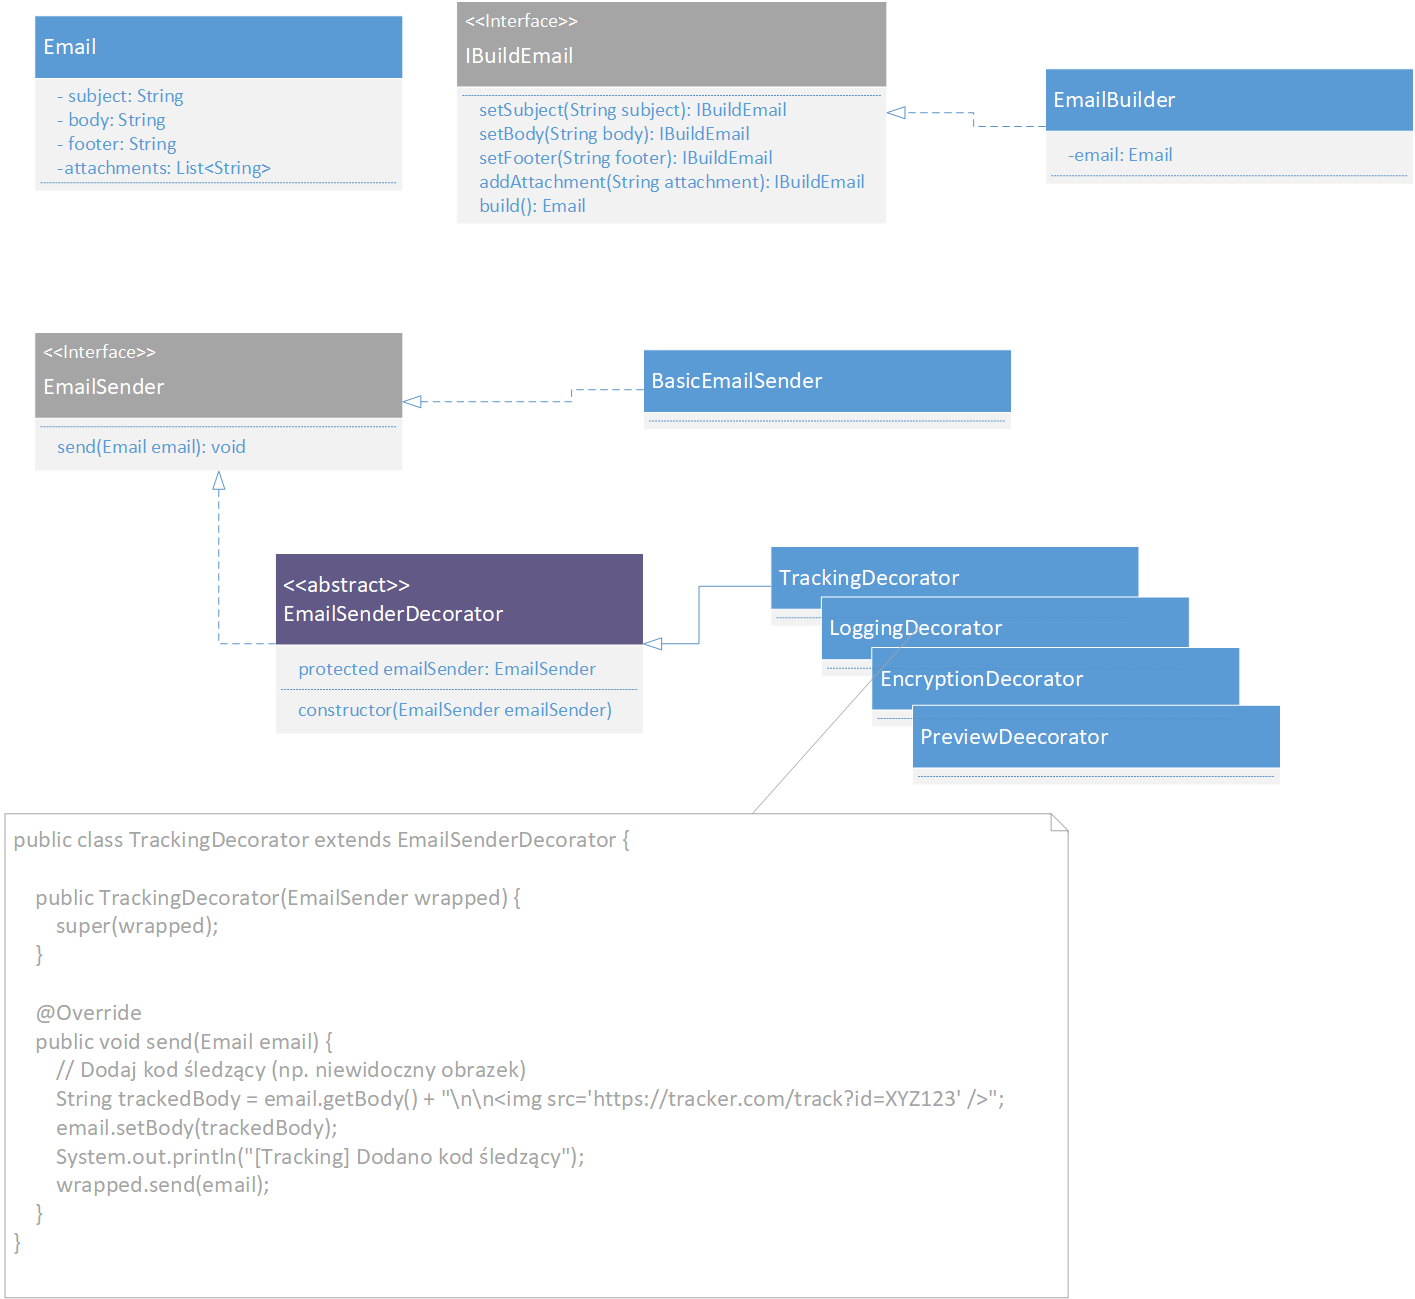 Email
- subject: String
- body: String
- footer: String
-attachments: List<String>
<<Interface>>
IBuildEmail
setSubject(String subject): IBuildEmail
setBody(String body): IBuildEmail
setFooter(String footer): IBuildEmail
addAttachment(String attachment): IBuildEmail
build(): Email
EmailBuilder
-email: Email
<<Interface>>
EmailSender
send(Email email): void
BasicEmailSender
<<abstract>>
EmailSenderDecorator
protected emailSender: EmailSender
constructor(EmailSender emailSender)
TrackingDecorator
LoggingDecorator
EncryptionDecorator
PreviewDeecorator
public class TrackingDecorator extends EmailSenderDecorator {
public TrackingDecorator(EmailSender wrapped) {
super(wrapped);
}
@Override
public void send(Email email) {
// Dodaj kod śledzący (np. niewidoczny obrazek)
String trackedBody = email.getBody() + "\n\n<img src='https://tracker.com/track?id=XYZ123' />";
email.setBody(trackedBody);
System.out.println("[Tracking] Dodano kod śledzący");
wrapped.send(email);
}
}